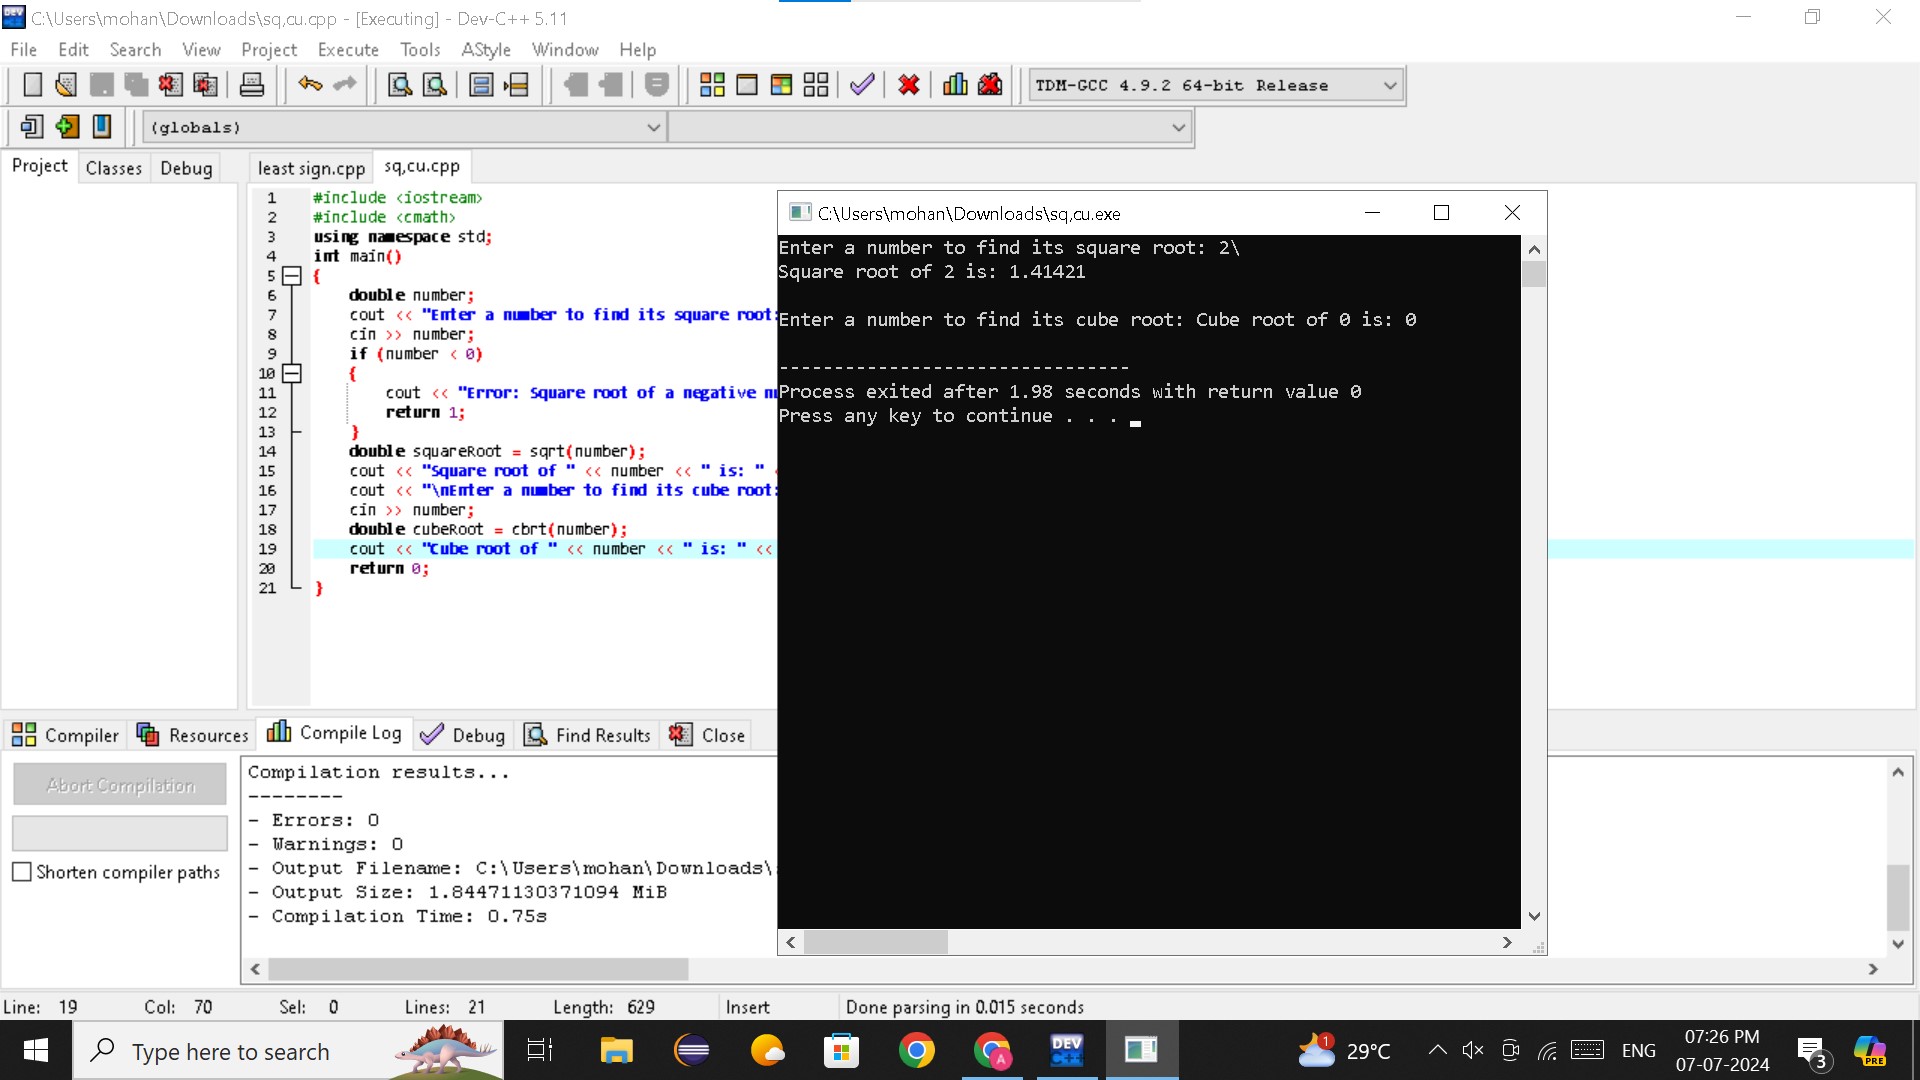 C:\Users\mohan\Downloads\sq,cu.cpp - [Executing] - Dev-C++ 5.11
File Edit Search View Project Execute Tools AStyle Window Help
TDM-GCC 4.9.2 64-bit Release
(globals)
Project Classes Debug
least sign.cpp sq,cu.cpp
1 #include <iostream>
2 #include <cmath>
3 using namespace std;
4 int main()
5 {
6 double number;
7 cout << "Enter a number to find its square root:
8 cin >> number;
9 if (number < 0)
10 {
11 cout << "Error: Square root of a negative nu
12 return 1;
13 }
14 double squareRoot = sqrt(number);
15 cout << "Square root of " << number << " is: " <
16 cout << "\nEnter a number to find its cube root:
17 cin >> number;
18 double cubeRoot = cbrt(number);
19 cout << "Cube root of " << number << " is: " <<
20 return 0;
21 }
C:\Users\mohan\Downloads\sq,cu.exe
Enter a number to find its square root: 2\
Square root of 2 is: 1.41421
Enter a number to find its cube root: Cube root of 0 is: 0
--------------------------------
Process exited after 1.98 seconds with return value 0
Press any key to continue . . .
Compiler Resources Compile Log Debug Find Results Close
Abort Compilation
Shorten compiler paths
Compilation results...
--------
- Errors: 0
- Warnings: 0
- Output Filename: C:\Users\mohan\Downloads\
- Output Size: 1.84471130371094 MiB
- Compilation Time: 0.75s
Line: 19 Col: 70 Sel: 0 Lines: 21 Length: 629 Insert Done parsing in 0.015 seconds
Type here to search
DEV C++
A
1
29°C
ENG
07:26 PM
07-07-2024
3
PRE